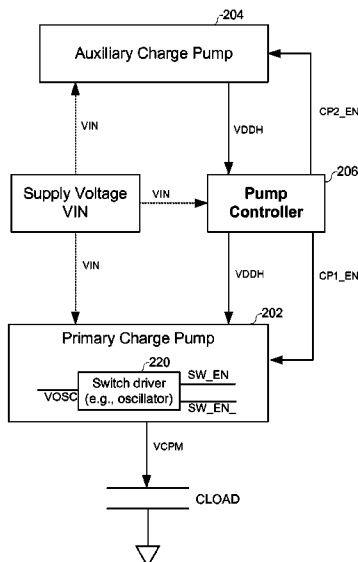 204
Auxiliary Charge Pump
CP2_EN
VIN
VDDH
206
Supply Voltage
VIN
VIN
Pump
Controller
VIN
VDDH
CP1_EN
202
Primary Charge Pump
220
Switch driver
(e.g., oscillator)
VOSC
SW_EN
SW_EN_
VCPM
CLOAD